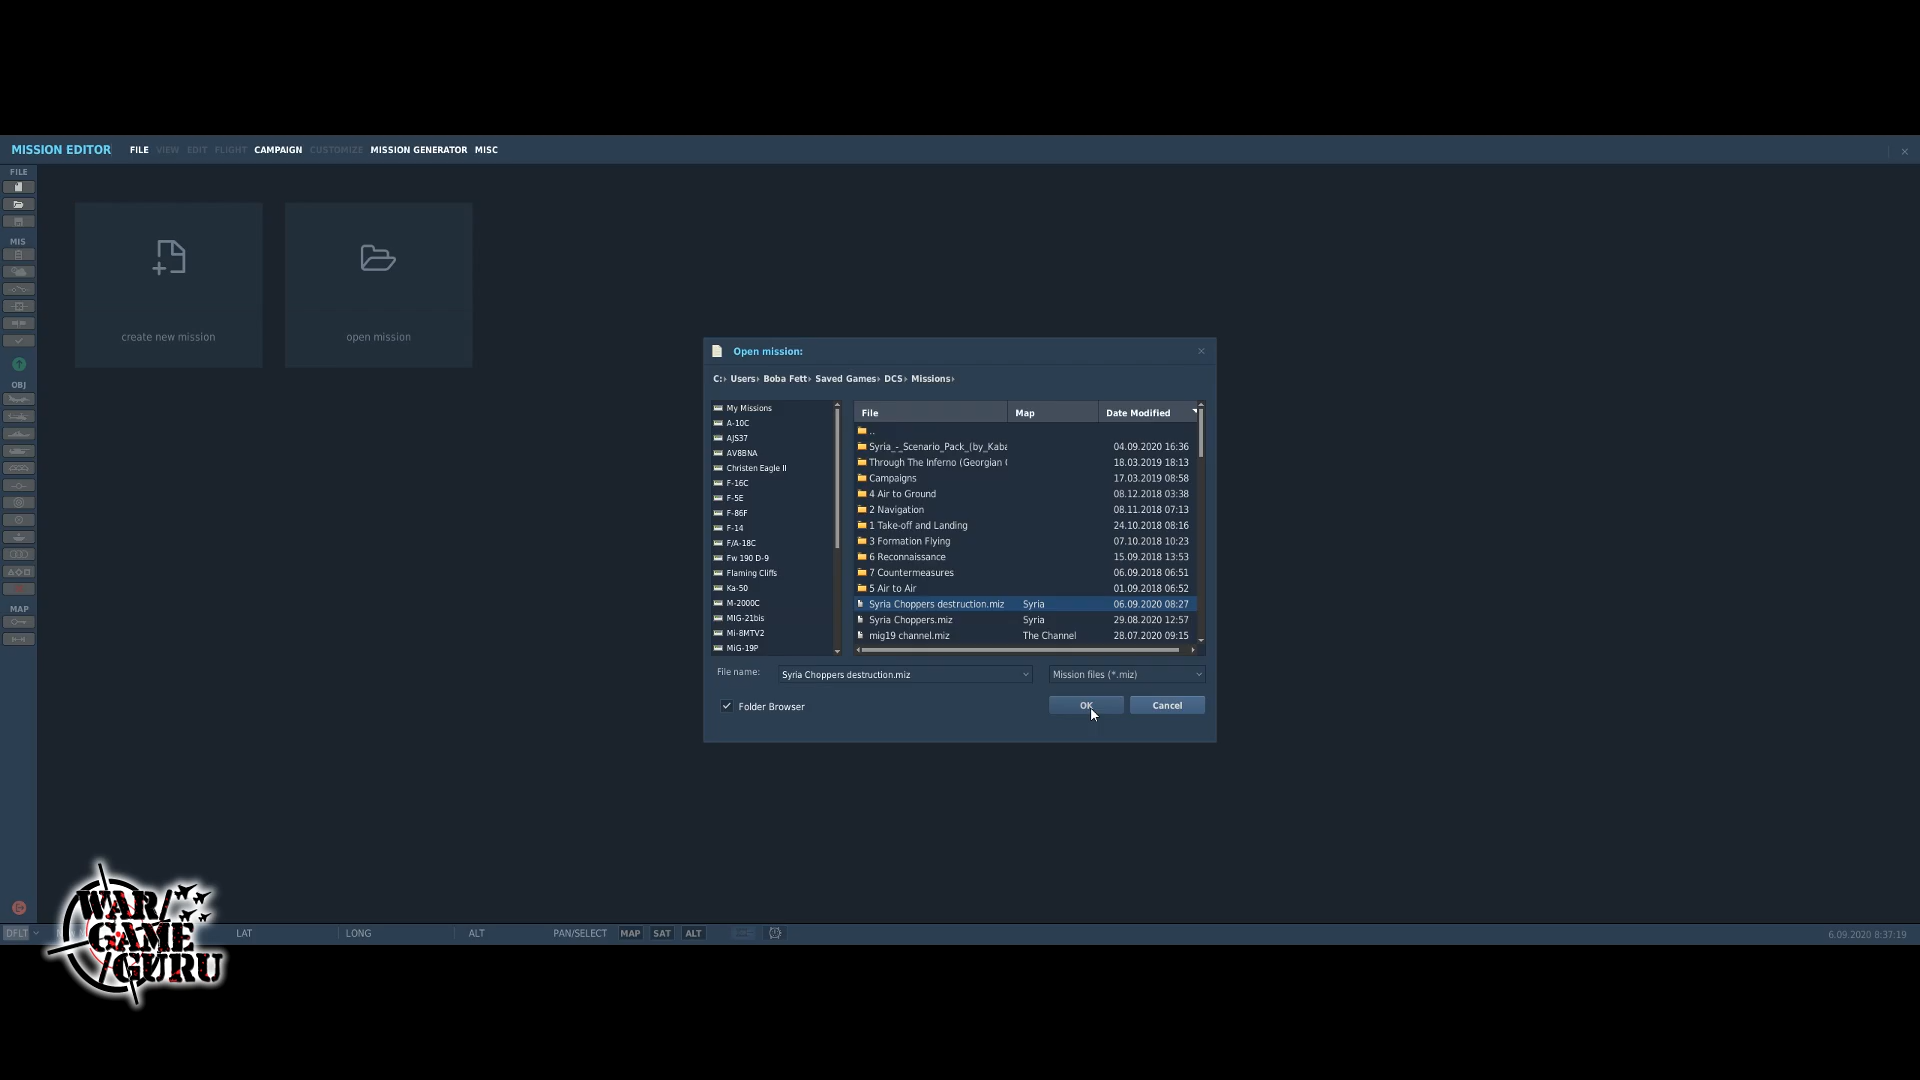 MISSION EDITOR FILE VIEW EDIT FLIGHT CAMPAIGN CUSTOMIZE MISSION GENERATOR MISC
FILE
MIS
OBJ
MAP
create new mission
open mission
Open mission:
C: Users Boba Fett Saved Games DCS Missions
My Missions
A-10C
AJS37
AV8BNA
Christen Eagle II
F-16C
F-5E
F-86F
F-14
F/A-18C
Fw 190 D-9
Flaming Cliffs
Ka-50
M-2000C
MIG-21bis
Mi-8MTV2
MiG-19P
File Map Date Modified
..
Syria_-_Scenario_Pack_(by_Kaba 04.09.2020 16:36
Through The Inferno (Georgian 18.03.2019 18:13
Campaigns 17.03.2019 08:58
4 Air to Ground 08.12.2018 03:38
2 Navigation 08.11.2018 07:13
1 Take-off and Landing 24.10.2018 08:16
3 Formation Flying 07.10.2018 10:23
6 Reconnaissance 15.09.2018 13:53
7 Countermeasures 06.09.2018 06:51
5 Air to Air 01.09.2018 06:52
Syria Choppers destruction.miz Syria 06.09.2020 08:27
Syria Choppers.miz Syria 29.08.2020 12:57
mig19 channel.miz The Channel 28.07.2020 09:15
File name: Syria Choppers destruction.miz Mission files (*.miz)
Folder Browser OK Cancel
WAR/
GAME
GURU
DFLT LAT LONG ALT PAN/SELECT MAP SAT ALT 6.09.2020 8:37:19